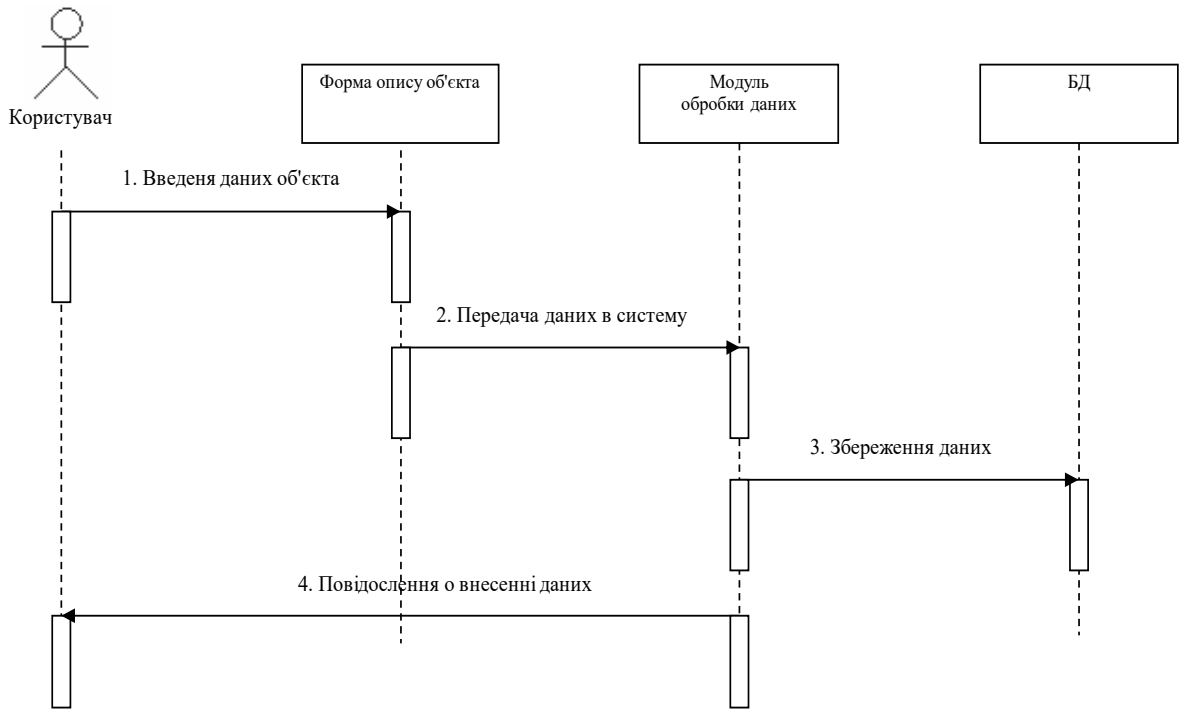 Користувач
Форма опису об'єкта
Модуль
обробки даних
БД
1. Введеня даних об'єкта
2. Передача даних в систему
3. Збереження даних
4. Повідослення о внесенні даних